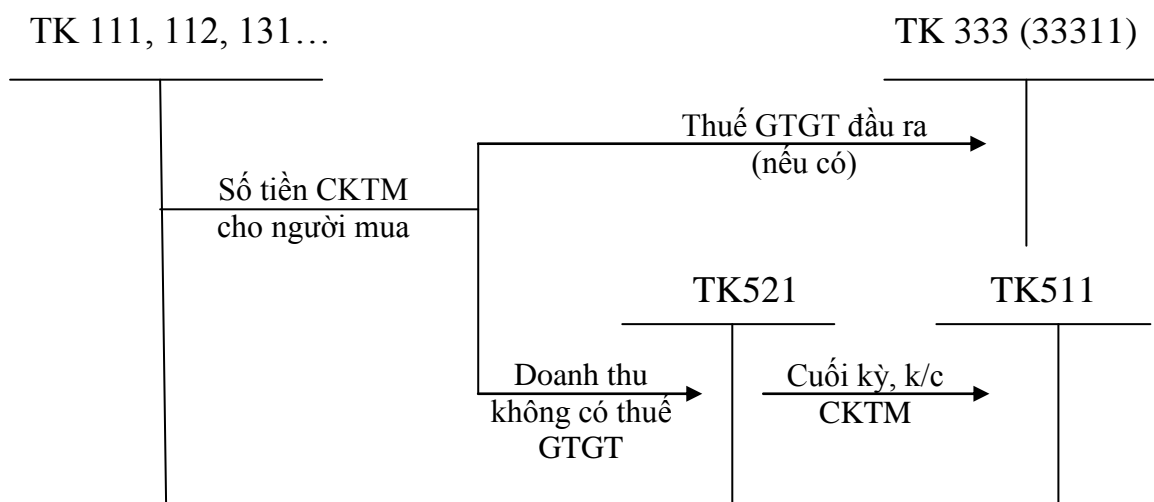 TK 111, 112, 131…
TK 333 (33311)
Thuế GTGT đầu ra
(nếu có)
Số tiền CKTM
cho người mua
TK521
TK511
Doanh thu
không có thuế
GTGT
Cuối kỳ, k/c
CKTM